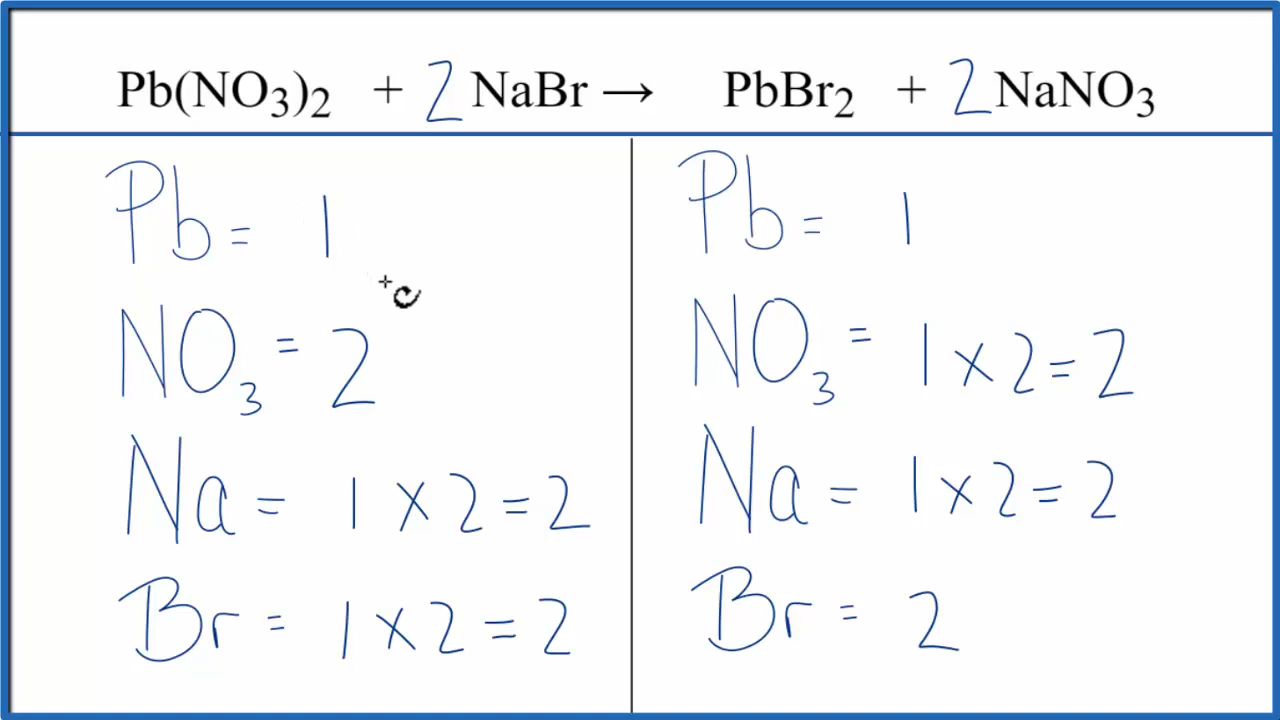 Pb(NO3)2 + 2 NaBr → PbBr2 + 2 NaNO3
Pb = 1
NO3 = 2
Na = 1 x 2 = 2
Br = 1 x 2 = 2
Pb = 1
NO3 = 1 x 2 = 2
Na = 1 x 2 = 2
Br = 2